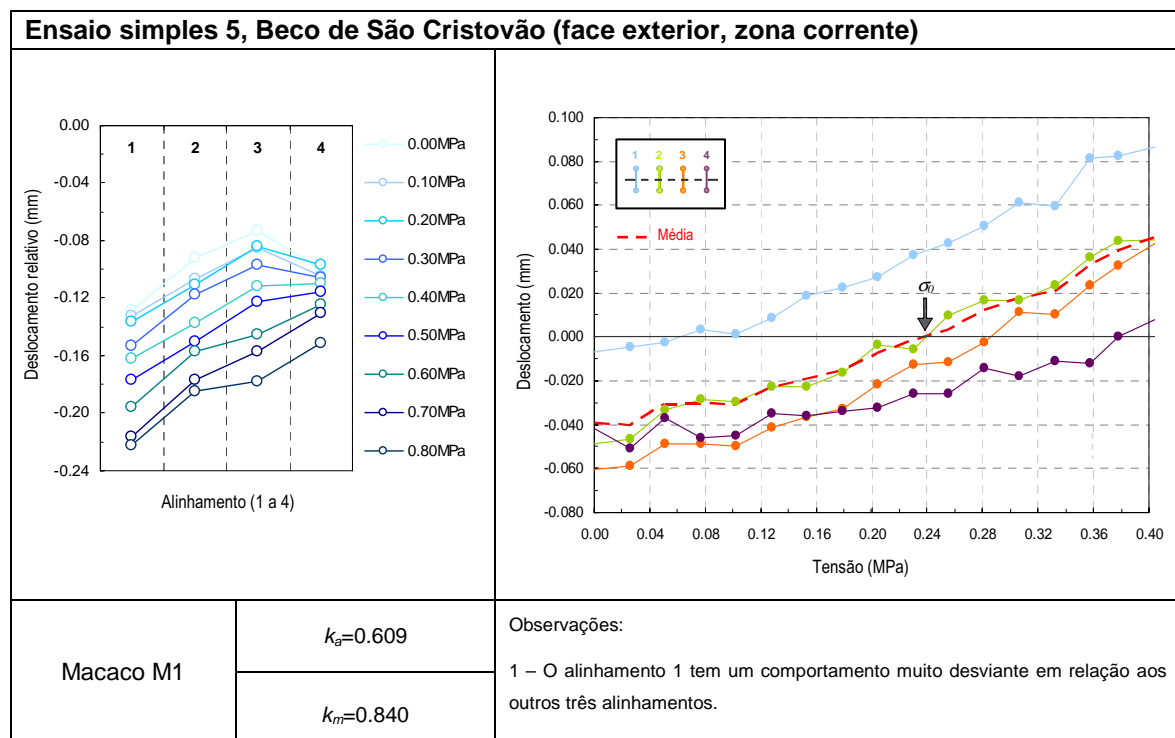 Ensaio simples 5, Beco de São Cristovão (face exterior, zona corrente)
0.00
-0.04
-0.08
-0.12
-0.16
-0.20
-0.24
Deslocamento relativo (mm)
1 2 3 4
Alinhamento (1 a 4)
0.00MPa
0.10MPa
0.20MPa
0.30MPa
0.40MPa
0.50MPa
0.60MPa
0.70MPa
0.80MPa
0.100
0.080
0.060
0.040
0.020
0.000
-0.020
-0.040
-0.060
-0.080
Deslocamento (mm)
1 2 3 4
Média
σ0
0.00 0.04 0.08 0.12 0.16 0.20 0.24 0.28 0.32 0.36 0.40
Tensão (MPa)
Macaco M1
ka=0.609
km=0.840
Observações:
1 – O alinhamento 1 tem um comportamento muito desviante em relação aos
outros três alinhamentos.